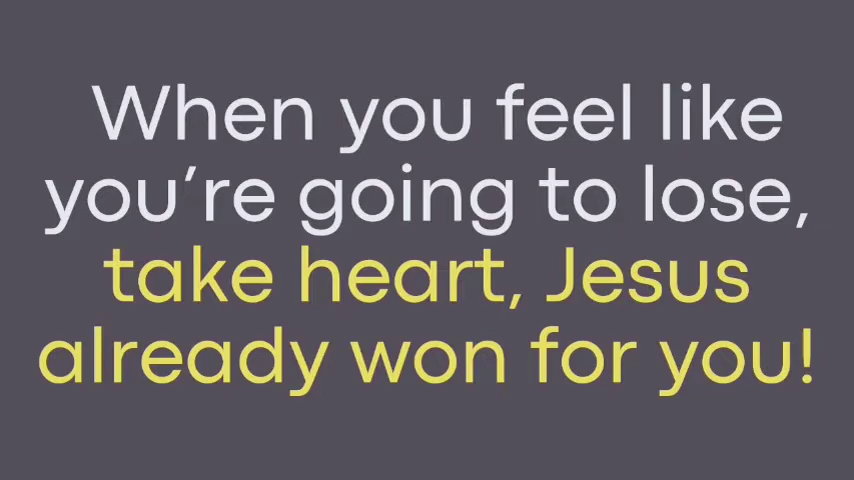 When you feel like
you’re going to lose,
take heart, Jesus
already won for you!